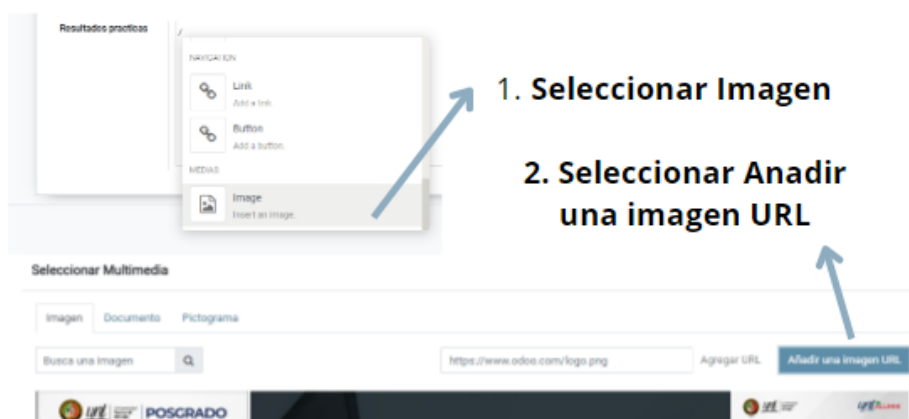 Resultados practicas
/
NAVIGATION
Link
Add a link.
Button
Add a button.
MEDIAS
Image
Insert an image.
1. Seleccionar Imagen
2. Seleccionar Anadir
una imagen URL
Seleccionar Multimedia
Imagen Documento Pictograma
Busca una imagen https://www.odoo.com/logo.png Agregar URL Añadir una imagen URL
POSGRADO